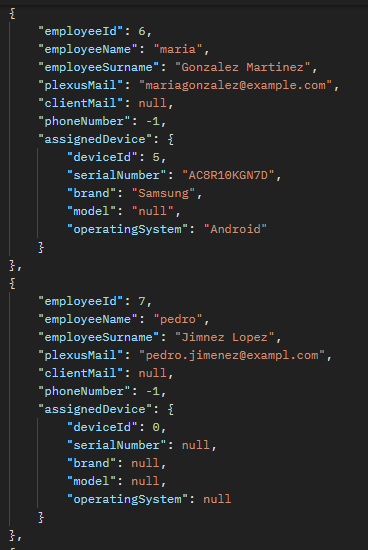 {
"employeeId": 6,
"employeeName": "maria",
"employeeSurname": "Gonzalez Martinez",
"plexusMail": "mariagonzalez@example.com",
"clientMail": null,
"phoneNumber": -1,
"assignedDevice": {
"deviceId": 5,
"serialNumber": "AC8R10KGN7D",
"brand": "Samsung",
"model": "null",
"operatingSystem": "Android"
}
},
{
"employeeId": 7,
"employeeName": "pedro",
"employeeSurname": "Jimnez Lopez",
"plexusMail": "pedro.jimenez@exampl.com",
"clientMail": null,
"phoneNumber": -1,
"assignedDevice": {
"deviceId": 0,
"serialNumber": null,
"brand": null,
"model": null,
"operatingSystem": null
}
},